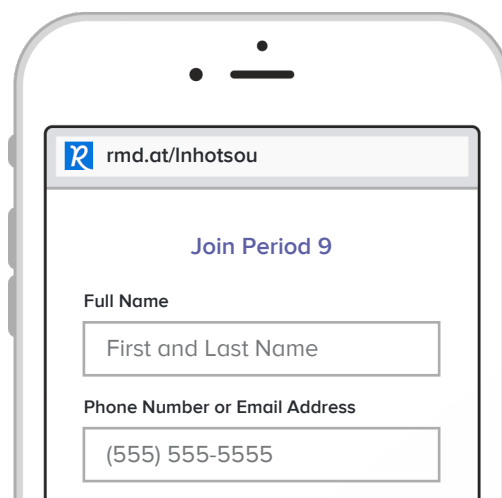 rmd.at/lnhotsou
Join Period 9
Full Name
First and Last Name
Phone Number or Email Address
(555) 555-5555